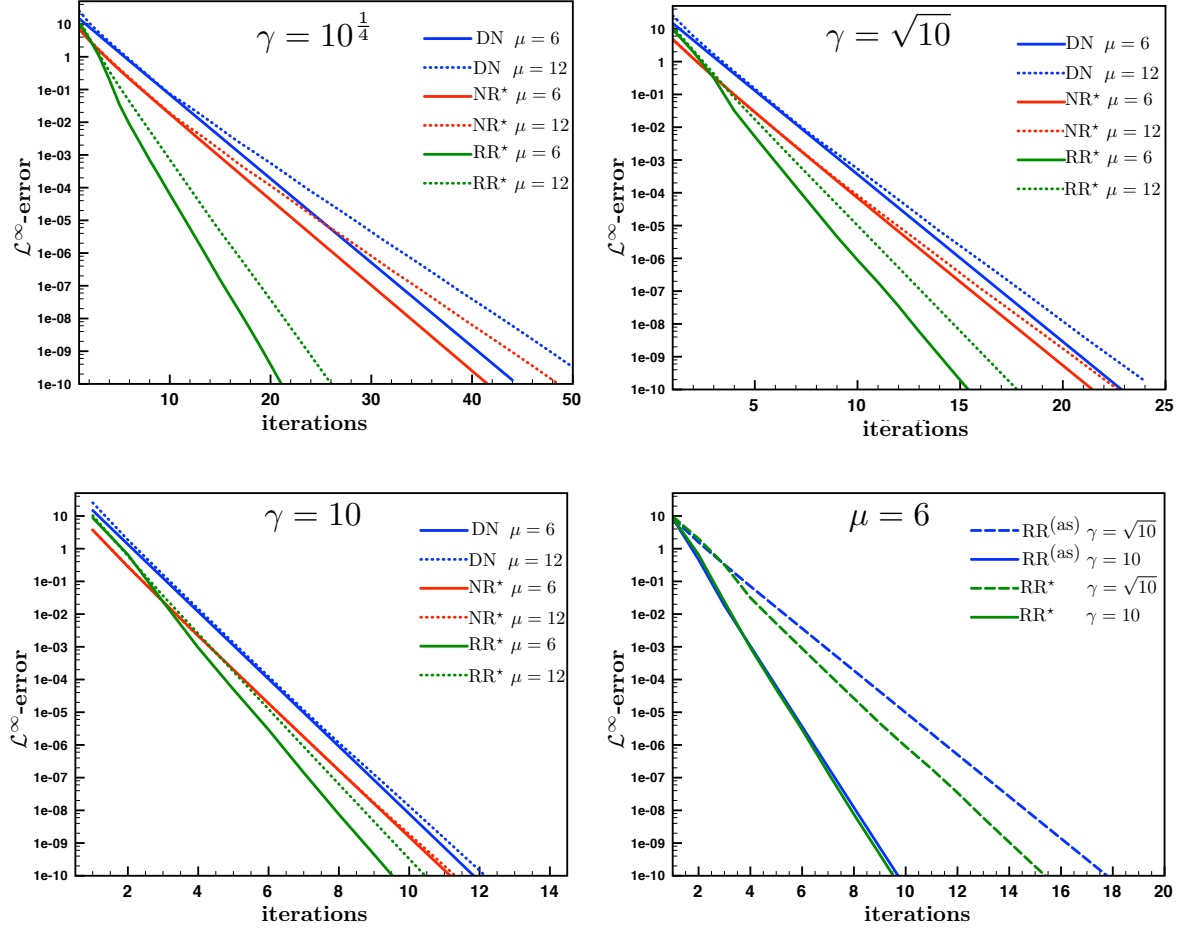 γ = 10^{1/4}
DN μ = 6
DN μ = 12
NR⋆ μ = 6
NR⋆ μ = 12
RR⋆ μ = 6
RR⋆ μ = 12
10
1
1e-01
1e-02
1e-03
1e-04
1e-05
1e-06
1e-07
1e-08
1e-09
1e-10
ℒ^∞-error
10 20 30 40 50
iterations
γ = √10
DN μ = 6
DN μ = 12
NR⋆ μ = 6
NR⋆ μ = 12
RR⋆ μ = 6
RR⋆ μ = 12
10
1
1e-01
1e-02
1e-03
1e-04
1e-05
1e-06
1e-07
1e-08
1e-09
1e-10
ℒ^∞-error
5 10 15 20 25
iterations
γ = 10
DN μ = 6
DN μ = 12
NR⋆ μ = 6
NR⋆ μ = 12
RR⋆ μ = 6
RR⋆ μ = 12
10
1
1e-01
1e-02
1e-03
1e-04
1e-05
1e-06
1e-07
1e-08
1e-09
1e-10
ℒ^∞-error
2 4 6 8 10 12 14
iterations
μ = 6
RR^(as) γ = √10
RR^(as) γ = 10
RR⋆ γ = √10
RR⋆ γ = 10
10
1
1e-01
1e-02
1e-03
1e-04
1e-05
1e-06
1e-07
1e-08
1e-09
1e-10
ℒ^∞-error
2 4 6 8 10 12 14 16 18 20
iterations